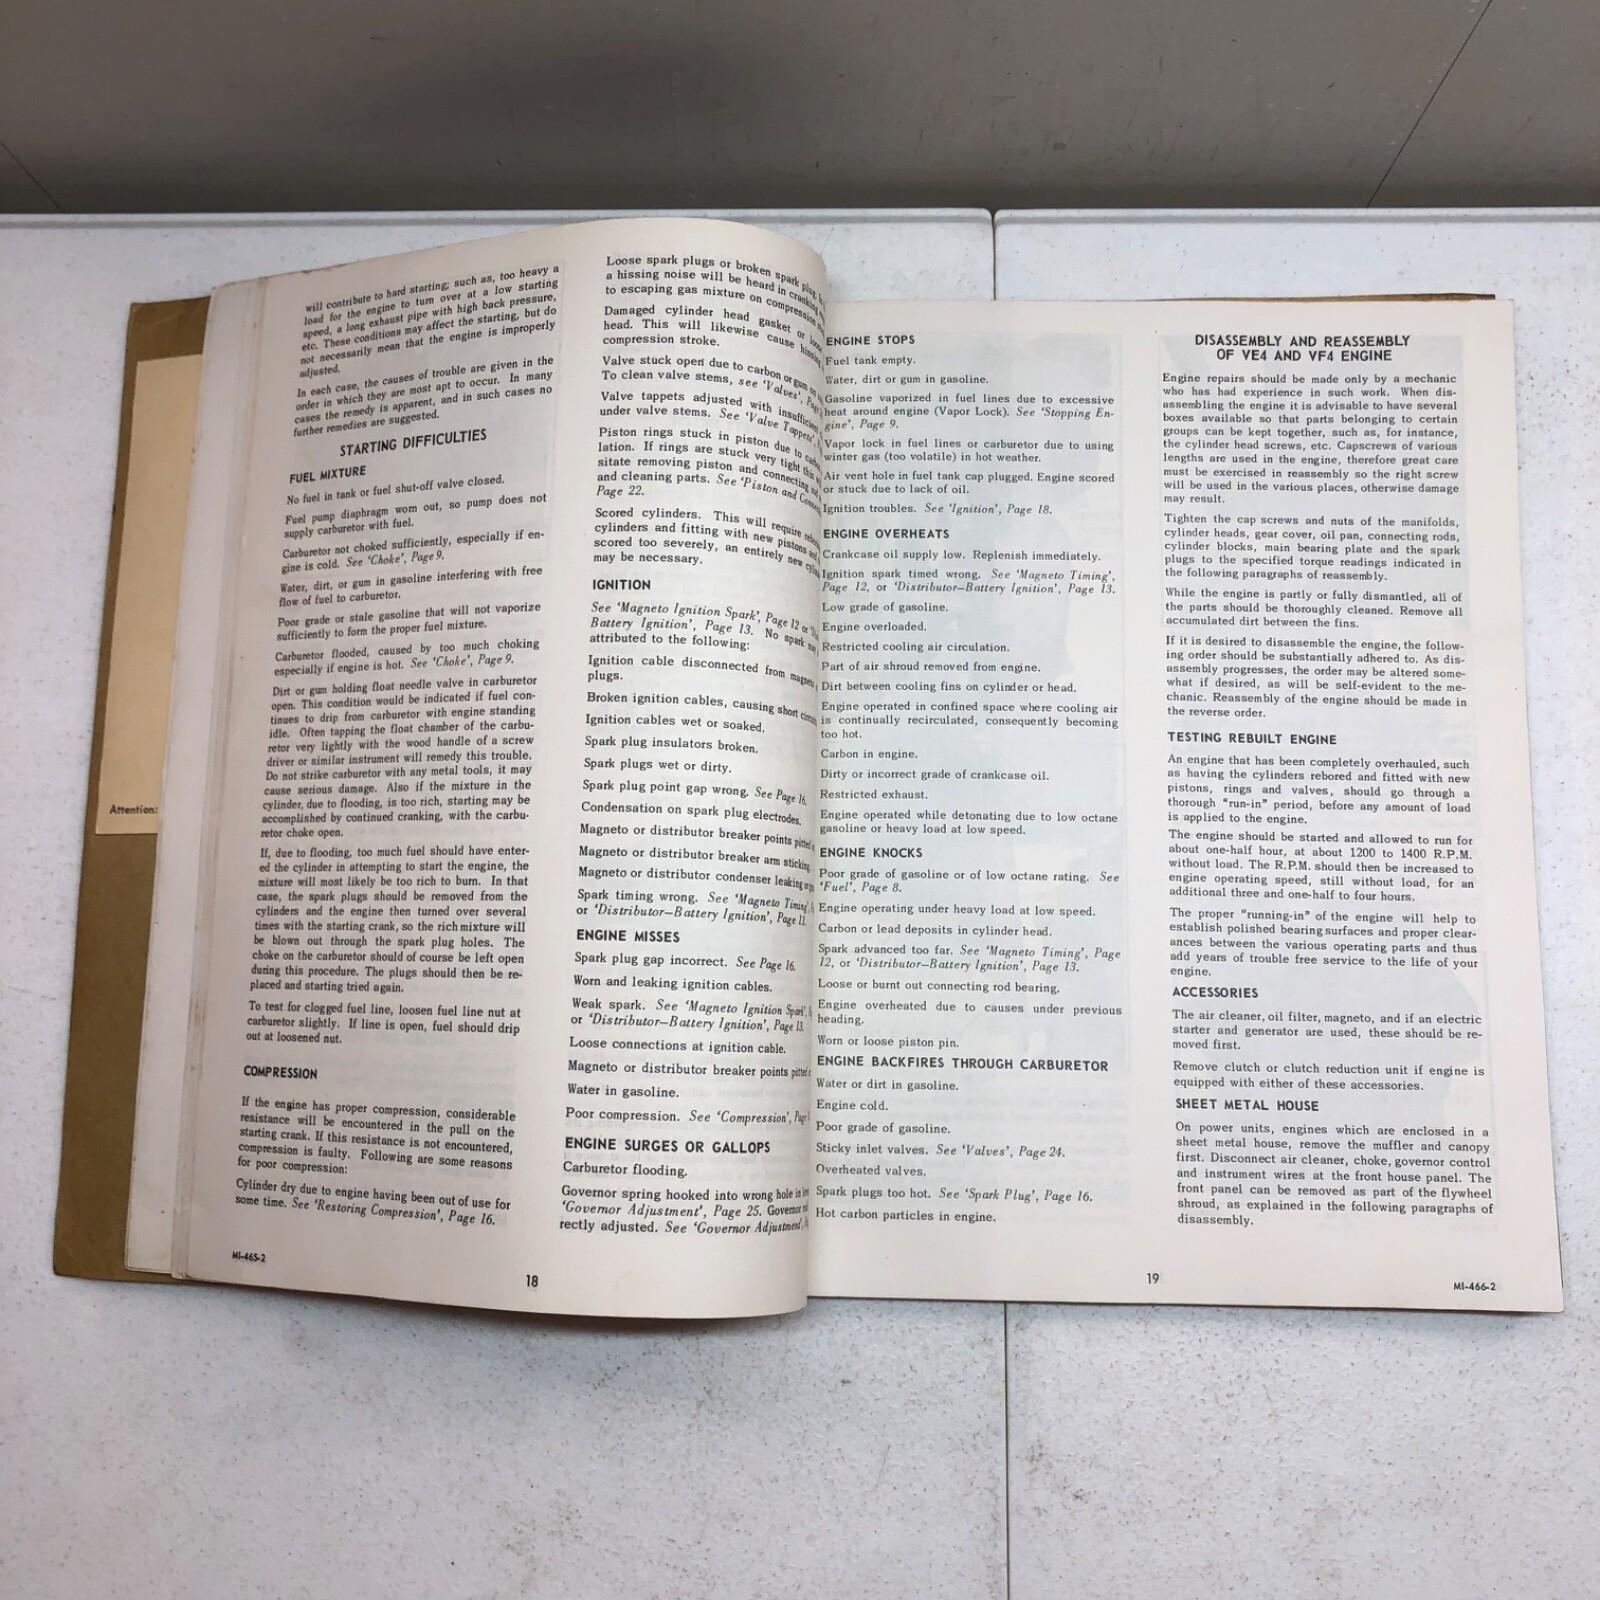 will contribute to hard starting; such as, too heavy a
load for the engine to turn over at a low starting
speed, a long exhaust pipe with high back pressure,
etc. These conditions may affect the starting, but do
not necessarily mean that the engine is improperly
adjusted.
In each case, the causes of trouble are given in the
order in which they are most apt to occur. In many
cases the remedy is apparent, and in such cases no
further remedies are suggested.
STARTING DIFFICULTIES
FUEL MIXTURE
No fuel in tank or fuel shut-off valve closed.
Fuel pump diaphragm worn out, so pump does not
supply carburetor with fuel.
Carburetor not choked sufficiently, especially if en-
gine is cold. See 'Choke', Page 9.
Water, dirt, or gum in gasoline interfering with free
flow of fuel to carburetor.
Poor grade or stale gasoline that will not vaporize
sufficiently to form the proper fuel mixture.
Carburetor flooded, caused by too much choking
especially if engine is hot. See 'Choke', Page 9.
Dirt or gum holding float needle valve in carburetor
open. This condition would be indicated if fuel con-
tinues to drip from carburetor with engine standing
idle. Often tapping the float chamber of the carbu-
retor very lightly with the wood handle of a screw
driver or similar instrument will remedy this trouble.
Do not strike carburetor with any metal tools, it may
cause serious damage. Also if the mixture in the
cylinder, due to flooding, is too rich, starting may be
accomplished by continued cranking, with the carbu-
retor choke open.
If, due to flooding, too much fuel should have enter-
ed the cylinder in attempting to start the engine, the
mixture will most likely be too rich to burn. In that
case, the spark plugs should be removed from the
cylinders and the engine then turned over several
times with the starting crank, so the rich mixture will
be blown out through the spark plug holes. The
choke on the carburetor should of course be left open
during this procedure. The plugs should then be re-
placed and starting tried again.
To test for clogged fuel line, loosen fuel line nut at
carburetor slightly. If line is open, fuel should drip
out at loosened nut.
COMPRESSION
If the engine has proper compression, considerable
resistance will be encountered in the pull on the
starting crank. If this resistance is not encountered,
compression is faulty. Following are some reasons
for poor compression:
Cylinder dry due to engine having been out of use for
some time. See 'Restoring Compression', Page 16.
MI-465-2
Attention:
Loose spark plugs or broken spark plug.
a hissing noise will be heard in cranking
to escaping gas mixture on compression
Damaged cylinder head gasket or loose
head. This will likewise cause hissing
compression stroke.
Valve stuck open due to carbon or gum on
To clean valve stems, see 'Valves',
Valve tappets adjusted with insufficient
under valve stems. See 'Valve Tappets',
Piston rings stuck in piston due to
lation. If rings are stuck very tight
sitate removing piston and connecting
and cleaning parts. See 'Piston and
Page 22.
Scored cylinders. This will require
cylinders and fitting with new pistons
scored too severely, an entirely new
may be necessary.
IGNITION
See 'Magneto Ignition Spark', Page 12 or
Battery Ignition', Page 13. No spark
attributed to the following:
Ignition cable disconnected from
plugs.
Broken ignition cables, causing short
Ignition cables wet or soaked.
Spark plug insulators broken.
Spark plugs wet or dirty.
Spark plug point gap wrong. See Page 16.
Condensation on spark plug electrodes.
Magneto or distributor breaker points pitted
Magneto or distributor breaker arm sticking.
Magneto or distributor condenser leaking
Spark timing wrong. See 'Magneto Timing',
or 'Distributor—Battery Ignition', Page 13.
ENGINE MISSES
Spark plug gap incorrect. See Page 16.
Worn and leaking ignition cables.
Weak spark. See 'Magneto Ignition Spark',
or 'Distributor—Battery Ignition', Page 13.
Loose connections at ignition cable.
Magneto or distributor breaker points pitted
Water in gasoline.
Poor compression. See 'Compression',
ENGINE SURGES OR GALLOPS
Carburetor flooding.
Governor spring hooked into wrong hole in
'Governor Adjustment', Page 25. Governor
rectly adjusted. See 'Governor Adjustment',
18
ENGINE STOPS
Fuel tank empty.
Water, dirt or gum in gasoline.
Gasoline vaporized in fuel lines due to excessive
heat around engine (Vapor Lock). See 'Stopping En-
gine', Page 9.
Vapor lock in fuel lines or carburetor due to using
winter gas (too volatile) in hot weather.
Air vent hole in fuel tank cap plugged. Engine scored
or stuck due to lack of oil.
Ignition troubles. See 'Ignition', Page 18.
ENGINE OVERHEATS
Crankcase oil supply low. Replenish immediately.
Ignition spark timed wrong. See 'Magneto Timing',
Page 12, or 'Distributor—Battery Ignition', Page 13.
Low grade of gasoline.
Engine overloaded.
Restricted cooling air circulation.
Part of air shroud removed from engine.
Dirt between cooling fins on cylinder or head.
Engine operated in confined space where cooling air
is continually recirculated, consequently becoming
too hot.
Carbon in engine.
Dirty or incorrect grade of crankcase oil.
Restricted exhaust.
Engine operated while detonating due to low octane
gasoline or heavy load at low speed.
ENGINE KNOCKS
Poor grade of gasoline or of low octane rating. See
'Fuel', Page 8.
Engine operating under heavy load at low speed.
Carbon or lead deposits in cylinder head.
Spark advanced too far. See 'Magneto Timing', Page
12, or 'Distributor—Battery Ignition', Page 13.
Loose or burnt out connecting rod bearing.
Engine overheated due to causes under previous
heading.
Worn or loose piston pin.
ENGINE BACKFIRES THROUGH CARBURETOR
Water or dirt in gasoline.
Engine cold.
Poor grade of gasoline.
Sticky inlet valves. See 'Valves', Page 24.
Overheated valves.
Spark plugs too hot. See 'Spark Plug', Page 16.
Hot carbon particles in engine.
DISASSEMBLY AND REASSEMBLY
OF VE4 AND VF4 ENGINE
Engine repairs should be made only by a mechanic
who has had experience in such work. When dis-
assembling the engine it is advisable to have several
boxes available so that parts belonging to certain
groups can be kept together, such as, for instance,
the cylinder head screws, etc. Capscrews of various
lengths are used in the engine, therefore great care
must be exercised in reassembly so the right screw
will be used in the various places, otherwise damage
may result.
Tighten the cap screws and nuts of the manifolds,
cylinder heads, gear cover, oil pan, connecting rods,
cylinder blocks, main bearing plate and the spark
plugs to the specified torque readings indicated in
the following paragraphs of reassembly.
While the engine is partly or fully dismantled, all of
the parts should be thoroughly cleaned. Remove all
accumulated dirt between the fins.
If it is desired to disassemble the engine, the follow-
ing order should be substantially adhered to. As dis-
assembly progresses, the order may be altered some-
what if desired, as will be self-evident to the me-
chanic. Reassembly of the engine should be made in
the reverse order.
TESTING REBUILT ENGINE
An engine that has been completely overhauled, such
as having the cylinders rebored and fitted with new
pistons, rings and valves, should go through a
thorough "run-in" period, before any amount of load
is applied to the engine.
The engine should be started and allowed to run for
about one-half hour, at about 1200 to 1400 R.P.M.
without load. The R.P.M. should then be increased to
engine operating speed, still without load, for an
additional three and one-half to four hours.
The proper "running-in" of the engine will help to
establish polished bearing surfaces and proper clear-
ances between the various operating parts and thus
add years of trouble free service to the life of your
engine.
ACCESSORIES
The air cleaner, oil filter, magneto, and if an electric
starter and generator are used, these should be re-
moved first.
Remove clutch or clutch reduction unit if engine is
equipped with either of these accessories.
SHEET METAL HOUSE
On power units, engines which are enclosed in a
sheet metal house, remove the muffler and canopy
first. Disconnect air cleaner, choke, governor control
and instrument wires at the front house panel. The
front panel can be removed as part of the flywheel
shroud, as explained in the following paragraphs of
disassembly.
19
MI-466-2